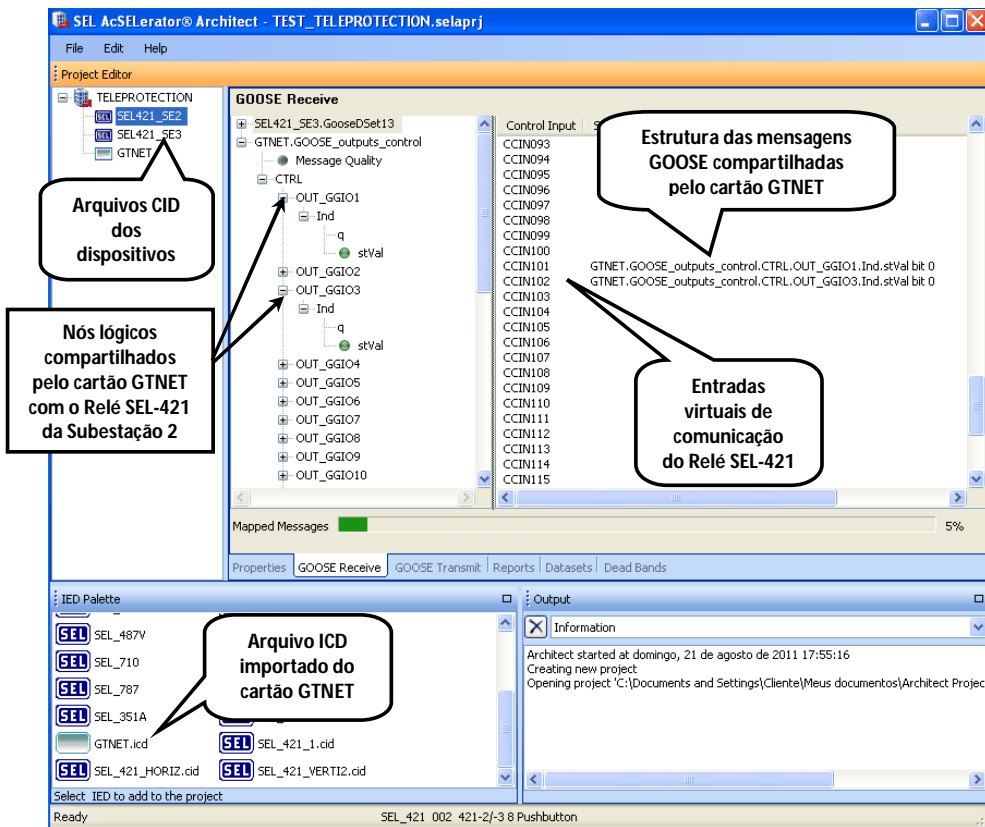 SEL AcSELerator® Architect - TEST_TELEPROTECTION.selaprj
File Edit Help
Project Editor
TELEPROTECTION
SEL421_SE2
SEL421_SE3
GTNET
Arquivos CID
dos
dispositivos
Nós lógicos
compartilhados
pelo cartão GTNET
com o Relé SEL-421
da Subestação 2
GOOSE Receive
SEL421_SE3.GooseDSet13
GTNET.GOOSE_outputs_control
Message Quality
CTRL
OUT_GGIO1
Ind
q
stVal
OUT_GGIO2
OUT_GGIO3
Ind
q
stVal
OUT_GGIO4
OUT_GGIO5
OUT_GGIO6
OUT_GGIO7
OUT_GGIO8
OUT_GGIO9
OUT_GGIO10
Control Input
Estrutura das mensagens
GOOSE compartilhadas
pelo cartão GTNET
CCIN093
CCIN094
CCIN095
CCIN096
CCIN097
CCIN098
CCIN099
CCIN100
CCIN101 GTNET.GOOSE_outputs_control.CTRL.OUT_GGIO1.Ind.stVal bit 0
CCIN102 GTNET.GOOSE_outputs_control.CTRL.OUT_GGIO3.Ind.stVal bit 0
CCIN103
CCIN104
CCIN105
CCIN106
CCIN107
CCIN108
CCIN109
CCIN110
CCIN111
CCIN112
CCIN113
CCIN114
CCIN115
Entradas
virtuais de
comunicação
do Relé SEL-421
Mapped Messages 5%
Properties GOOSE Receive GOOSE Transmit Reports Datasets Dead Bands
IED Palette
SEL SEL_487V
SEL SEL_710
SEL SEL_787
SEL SEL_351A
GTNET.icd
SEL SEL_421_1.cid
SEL SEL_421_HORIZ.cid
SEL SEL_421_VERTI2.cid
Arquivo ICD
importado do
cartão GTNET
Select IED to add to the project
Output
Information
Architect started at domingo, 21 de agosto de 2011 17:55:16
Creating new project
Opening project 'C:\Documents and Settings\Cliente\Meus documentos\Architect Projec
Ready SEL_421 002 421-2/-3 8 Pushbutton